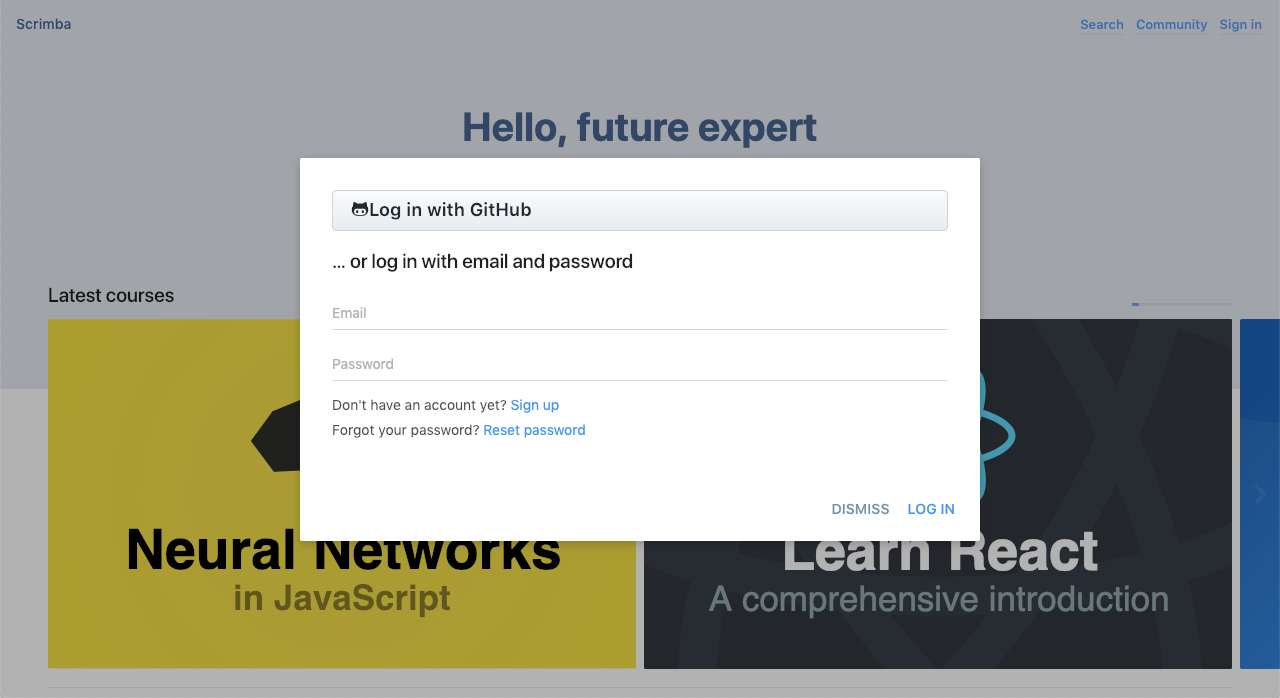 Scrimba
Search Community Sign in
Hello, future expert
Log in with GitHub
... or log in with email and password
Latest courses
Email
Password
Don't have an account yet? Sign up
Forgot your password? Reset password
DISMISS LOG IN
Neural Networks
in JavaScript
Learn React
A comprehensive introduction